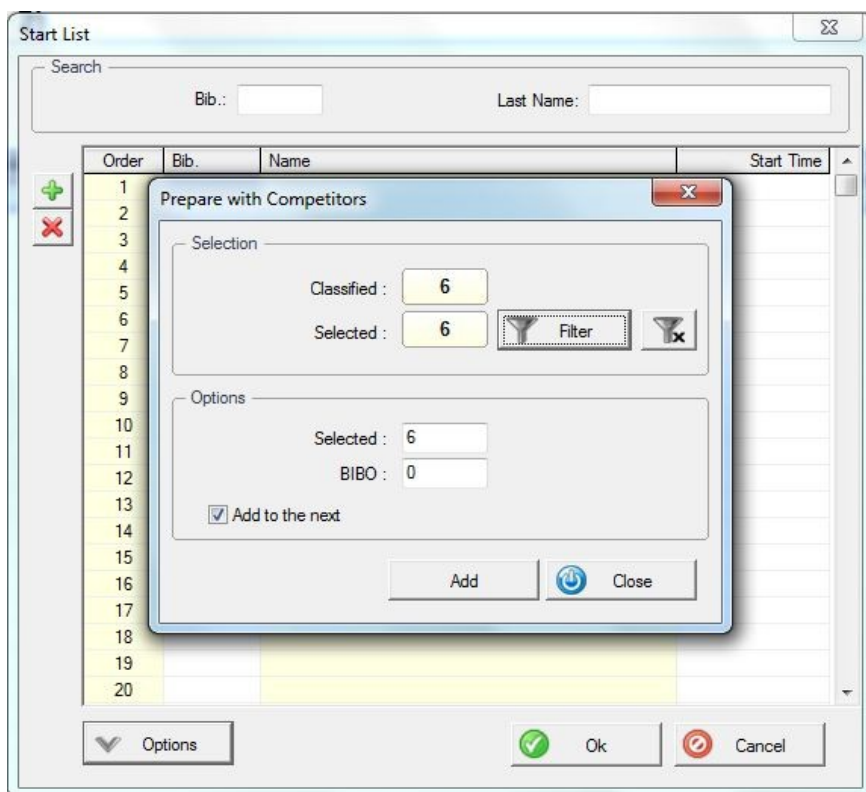 Start List
Search
Bib.: Last Name:
Order Bib. Name Start Time
1
2
3
4
5
6
7
8
9
10
11
12
13
14
15
16
17
18
19
20
Prepare with Competitors
Selection
Classified : 6
Selected : 6 Filter
Options
Selected : 6
BIBO : 0
Add to the next
Add Close
Options Ok Cancel